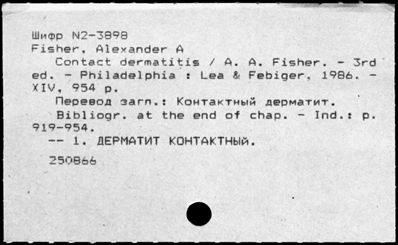 Шифр N2-3898
Fisher, Alexander A
Contact dermatitis / A. A. Fisher. - 3rd
ed. - Philadelphia : Lea & Febiger, 1986. -
XIV, 954 p.
Перевод загл.: Контактный дерматит.
Bibliogr. at the end of chap. - Ind.: p.
919-954.
-- 1. ДЕРМАТИТ КОНТАКТНЫЙ.
250866